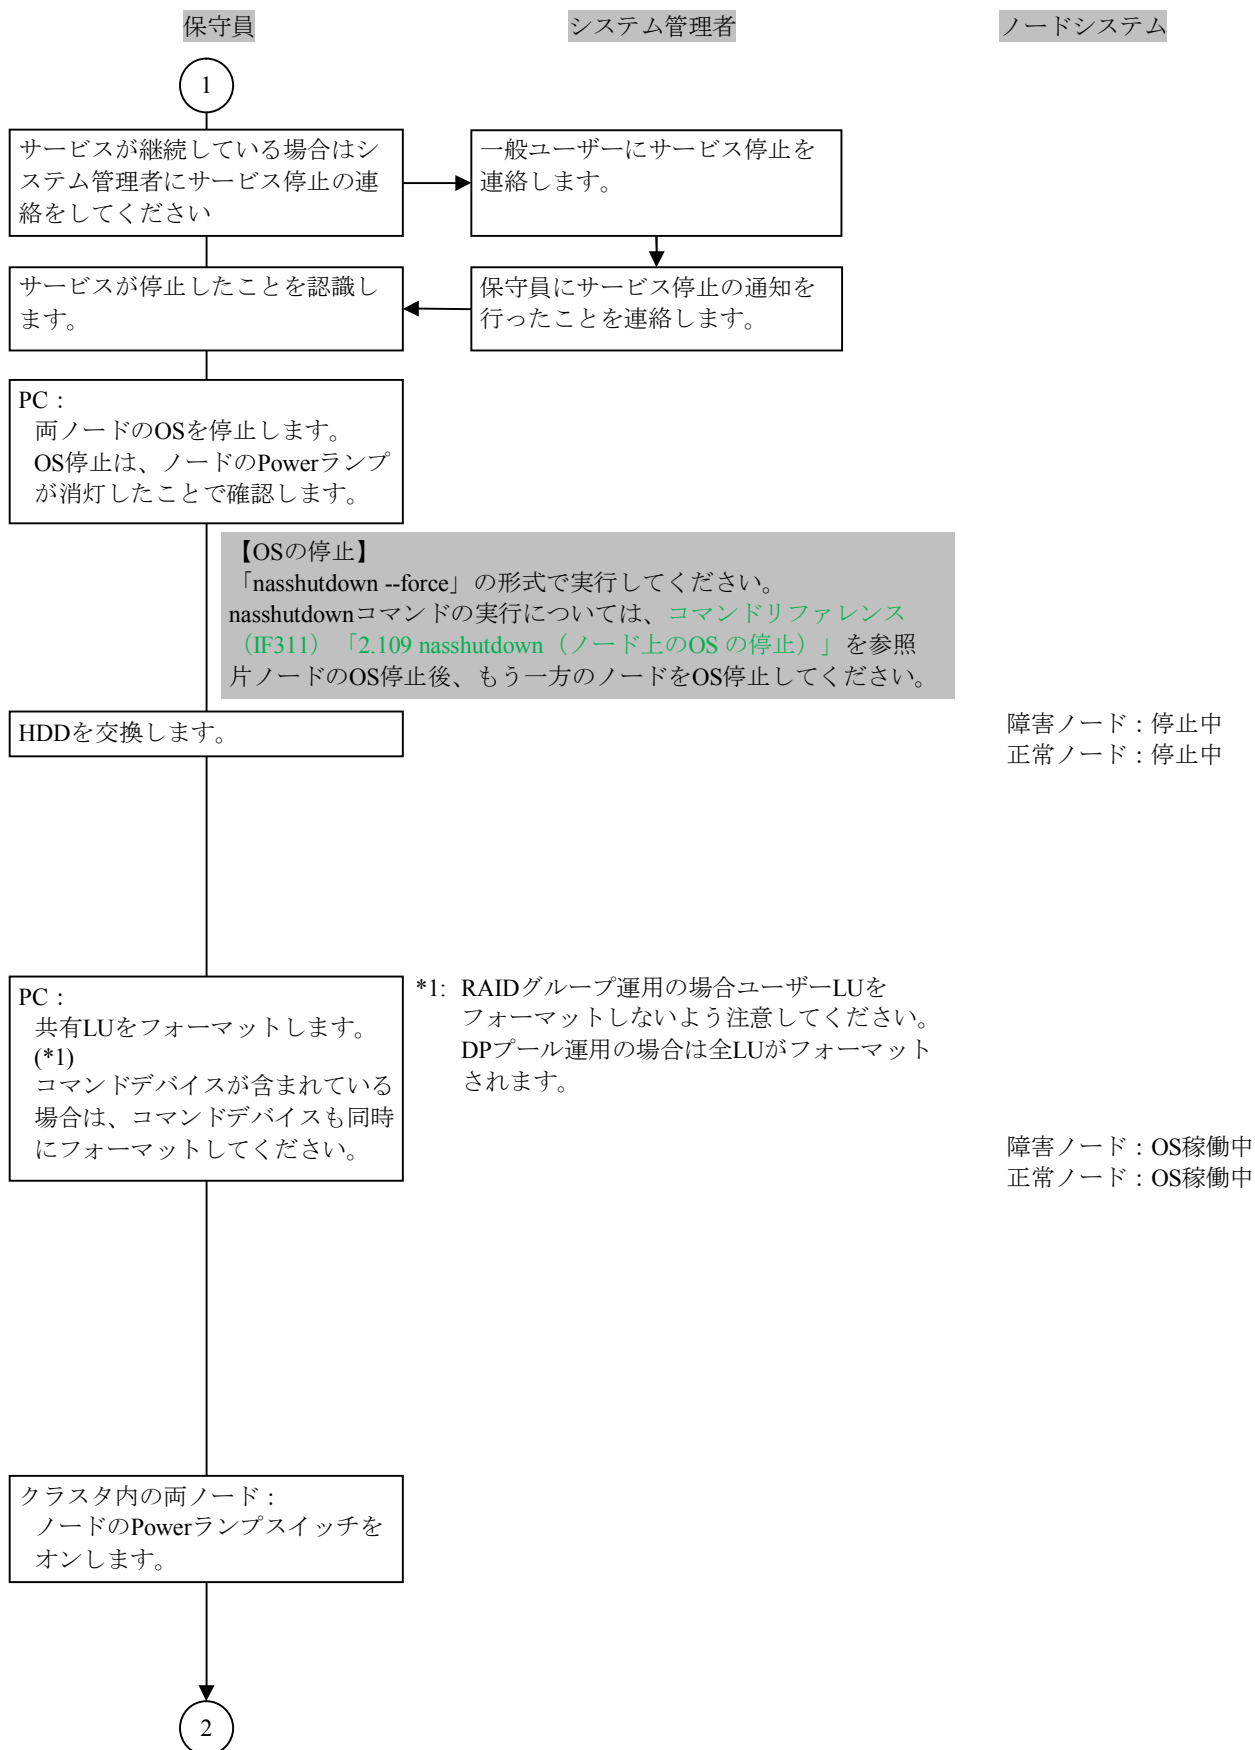 保守員
システム管理者
ノードシステム
1
サービスが継続している場合はシ
ステム管理者にサービス停止の連
絡をしてください
一般ユーザーにサービス停止を
連絡します。
サービスが停止したことを認識し
ます。
保守員にサービス停止の通知を
行ったことを連絡します。
PC：
両ノードのOSを停止します。
OS停止は、ノードのPowerランプ
が消灯したことで確認します。
【OSの停止】
「nasshutdown --force」の形式で実行してください。
nasshutdownコマンドの実行については、コマンドリファレンス
（IF311）「2.109 nasshutdown（ノード上のOS の停止）」を参照
片ノードのOS停止後、もう一方のノードをOS停止してください。
HDDを交換します。
障害ノード：停止中
正常ノード：停止中
PC：
共有LUをフォーマットします。
(*1)
コマンドデバイスが含まれている
場合は、コマンドデバイスも同時
にフォーマットしてください。
*1: RAIDグループ運用の場合ユーザーLUを
フォーマットしないよう注意してください。
DPプール運用の場合は全LUがフォーマット
されます。
障害ノード：OS稼働中
正常ノード：OS稼働中
クラスタ内の両ノード：
ノードのPowerランプスイッチを
オンします。
2